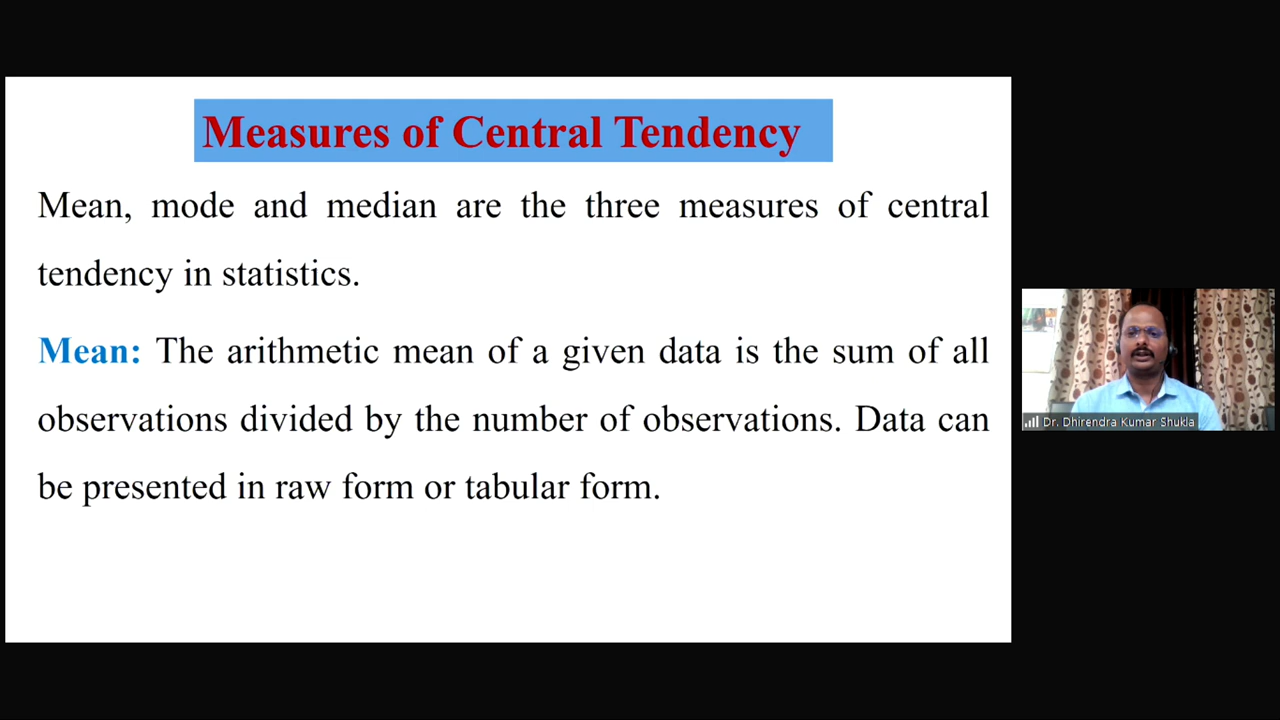 Measures of Central Tendency
Mean, mode and median are the three measures of central
tendency in statistics.
Mean: The arithmetic mean of a given data is the sum of all
observations divided by the number of observations. Data can
be presented in raw form or tabular form.
Dr. Dhirendra Kumar Shukla